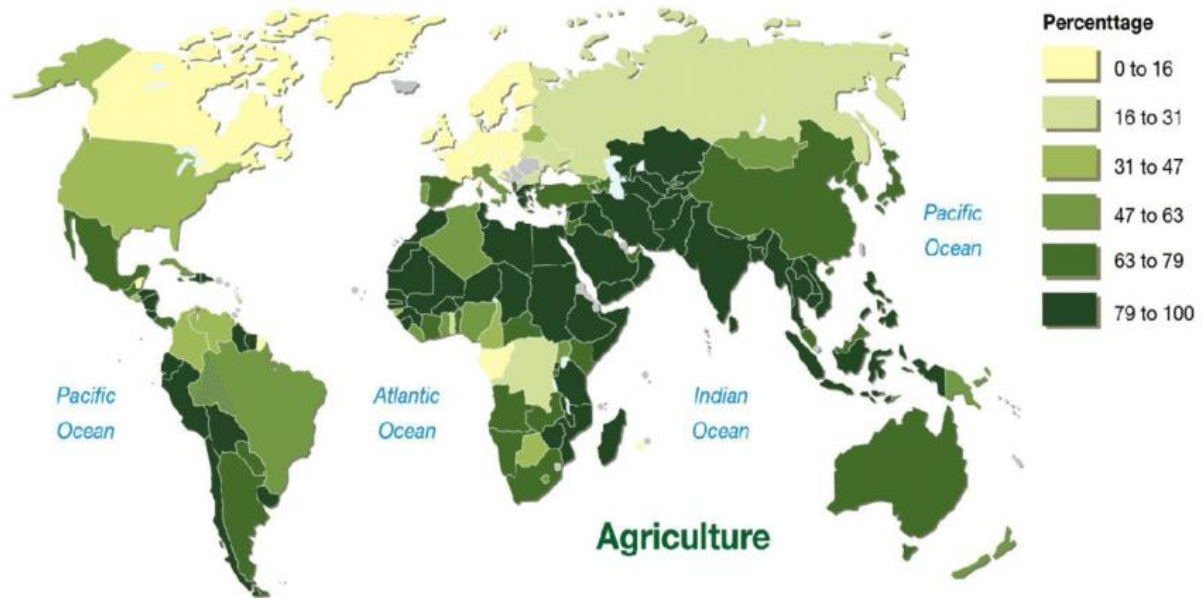 Percenttage
0 to 16
16 to 31
31 to 47
47 to 63
63 to 79
79 to 100
Pacific
Ocean
Pacific
Ocean
Atlantic
Ocean
Indian
Ocean
Agriculture